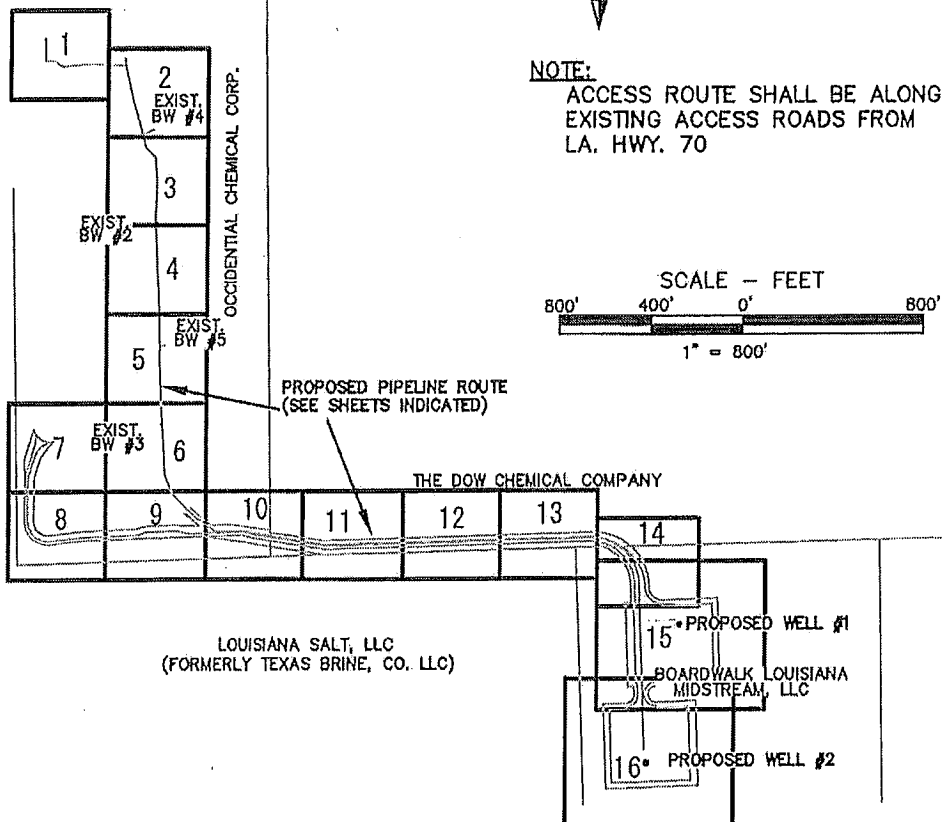 NOTE:
ACCESS ROUTE SHALL BE ALONG
EXISTING ACCESS ROADS FROM
LA. HWY. 70
SCALE - FEET
800' 400' 0' 800'
1" = 800'
1
2
EXIST.
BW #4
OCCIDENTIAL CHEMICAL CORP.
3
EXIST.
BW #2
4
EXIST.
BW #5
5
PROPOSED PIPELINE ROUTE
(SEE SHEETS INDICATED)
7
EXIST.
BW #3
6
THE DOW CHEMICAL COMPANY
8
9
10
11
12
13
14
LOUISIANA SALT, LLC
(FORMERLY TEXAS BRINE, CO. LLC)
15
PROPOSED WELL #1
BOARDWALK LOUISIANA
MIDSTREAM, LLC
16
PROPOSED WELL #2